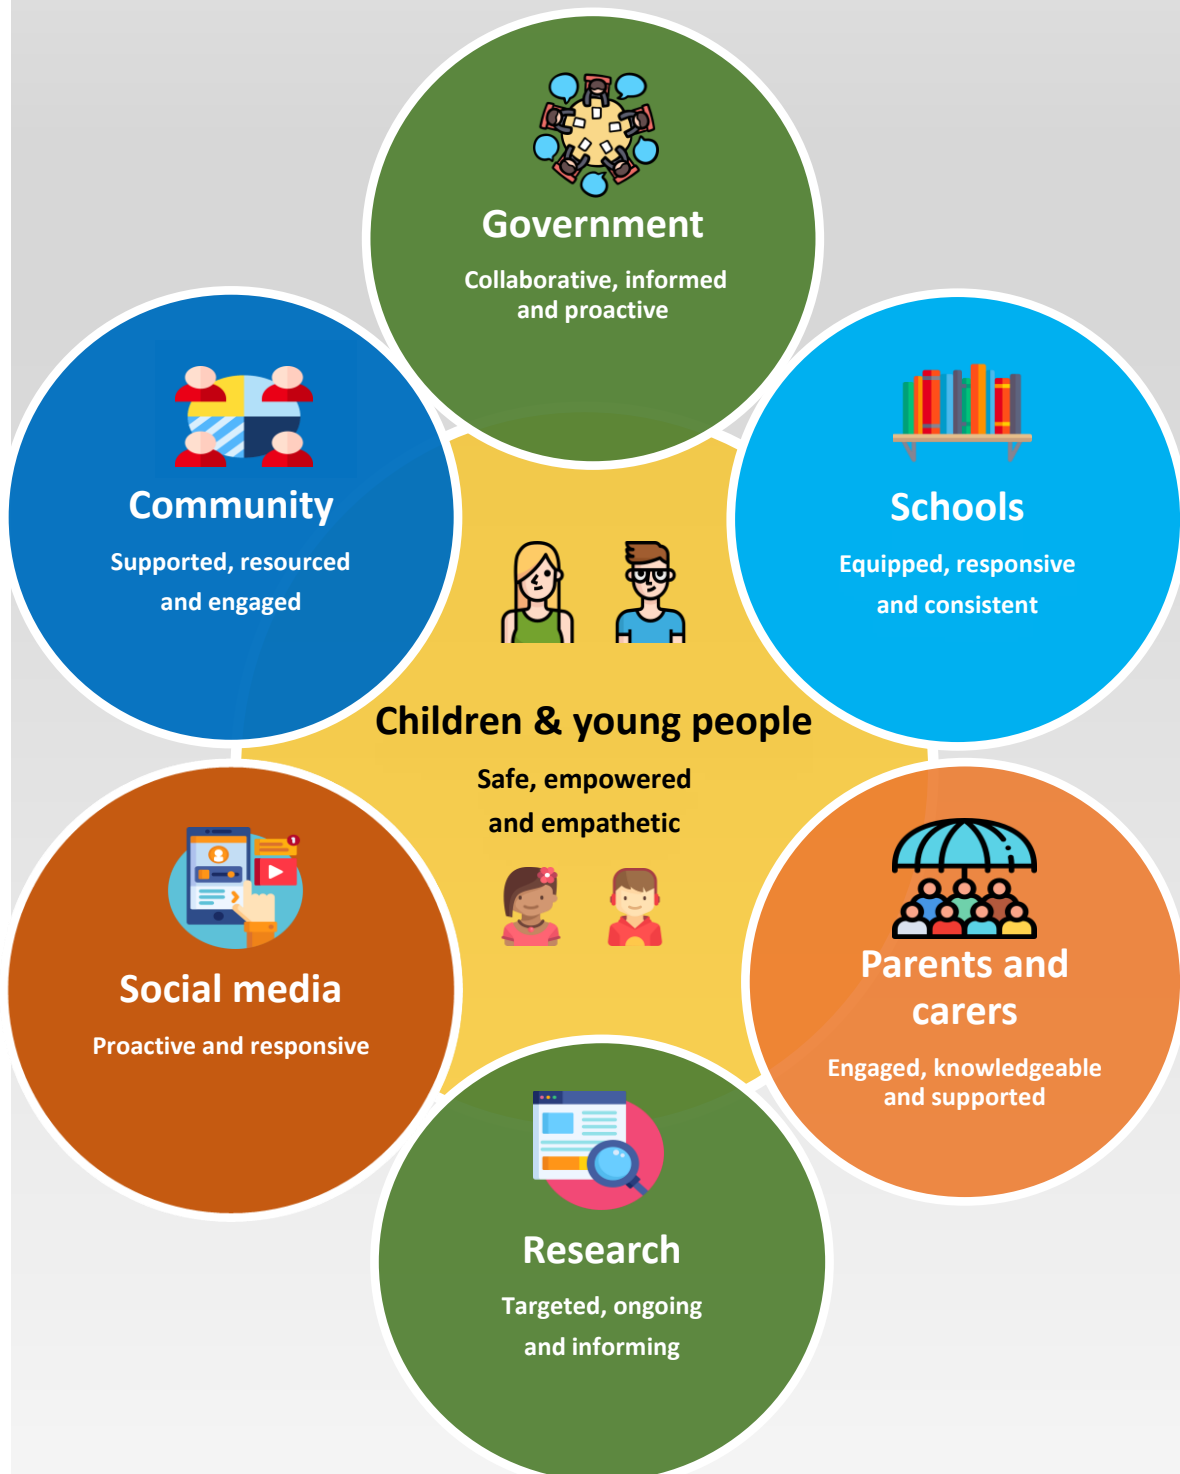 Government
Collaborative, informed
and proactive
Community
Supported, resourced
and engaged
Schools
Equipped, responsive
and consistent
Children & young people
Safe, empowered
and empathetic
Social media
Proactive and responsive
Parents and
carers
Engaged, knowledgeable
and supported
Research
Targeted, ongoing
and informing